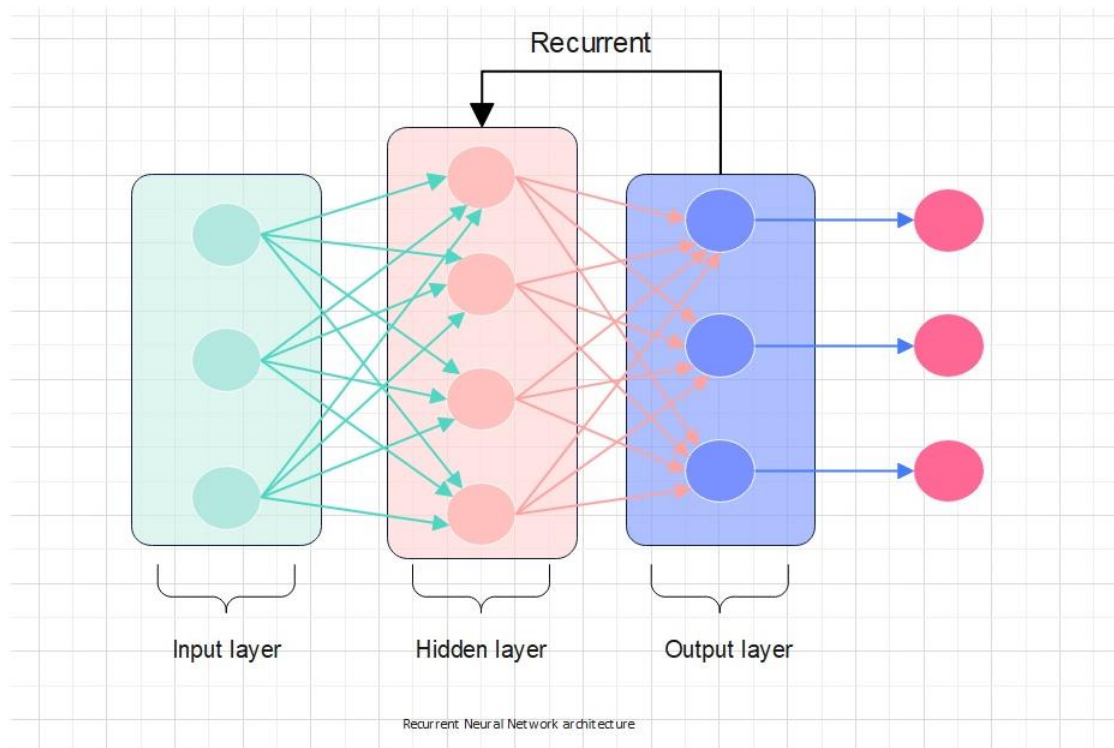 Recurrent
Input layer
Hidden layer
Output layer
Recurrent Neural Network architecture